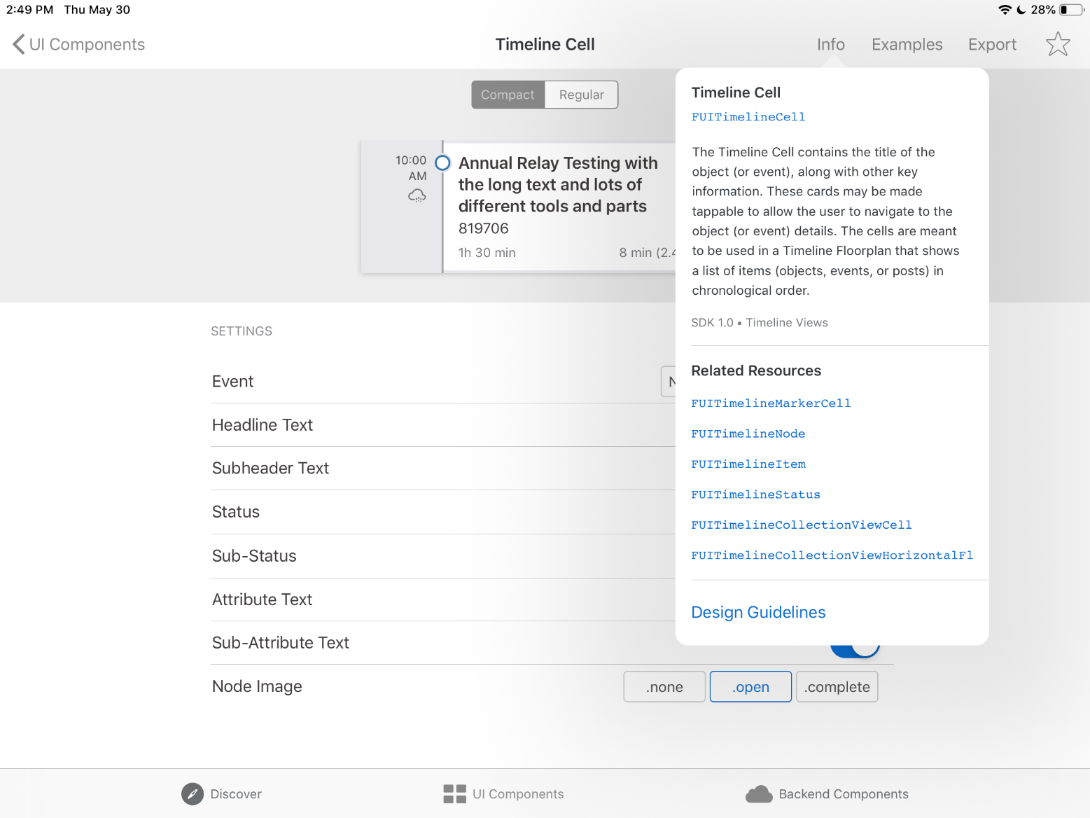 2:49 PM Thu May 30
28%
UI Components
Timeline Cell
Info Examples Export
Compact Regular
10:00
AM
Annual Relay Testing with
the long text and lots of
different tools and parts
819706
1h 30 min
8 min (2.4
SETTINGS
Event
N
Headline Text
Subheader Text
Status
Sub-Status
Attribute Text
Sub-Attribute Text
Node Image
.none .open .complete
Timeline Cell
FUITimelineCell
The Timeline Cell contains the title of the
object (or event), along with other key
information. These cards may be made
tappable to allow the user to navigate to the
object (or event) details. The cells are meant
to be used in a Timeline Floorplan that shows
a list of items (objects, events, or posts) in
chronological order.
SDK 1.0 • Timeline Views
Related Resources
FUITimelineMarkerCell
FUITimelineNode
FUITimelineItem
FUITimelineStatus
FUITimelineCollectionViewCell
FUITimelineCollectionViewHorizontalFl
Design Guidelines
Discover UI Components Backend Components